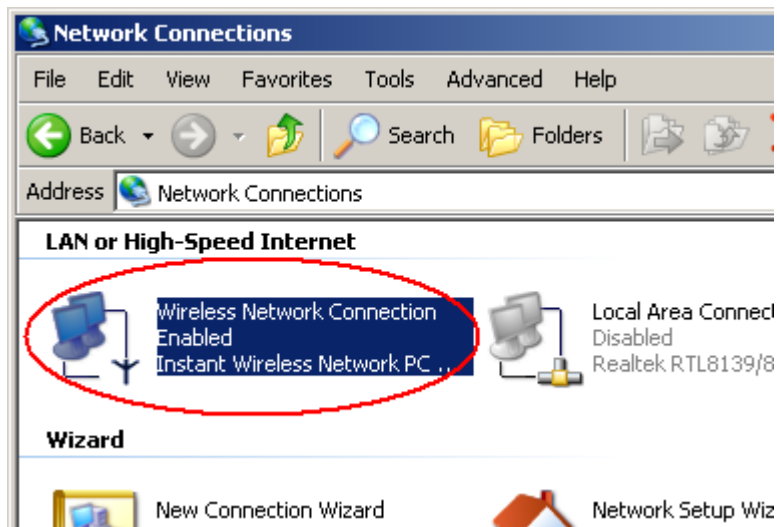 Network Connections
File Edit View Favorites Tools Advanced Help
Back Search Folders
Address Network Connections
LAN or High-Speed Internet
Wireless Network Connection
Enabled
Instant Wireless Network PC ...
Local Area Connect
Disabled
Realtek RTL8139/8
Wizard
New Connection Wizard
Network Setup Wiz